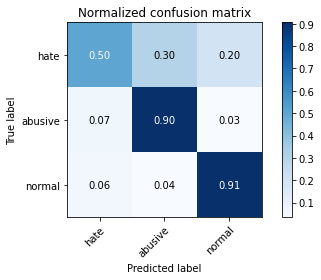 Normalized confusion matrix
True label
hate 0.50 0.30 0.20
abusive 0.07 0.90 0.03
normal 0.06 0.04 0.91
hate abusive normal
Predicted label
0.9
0.8
0.7
0.6
0.5
0.4
0.3
0.2
0.1